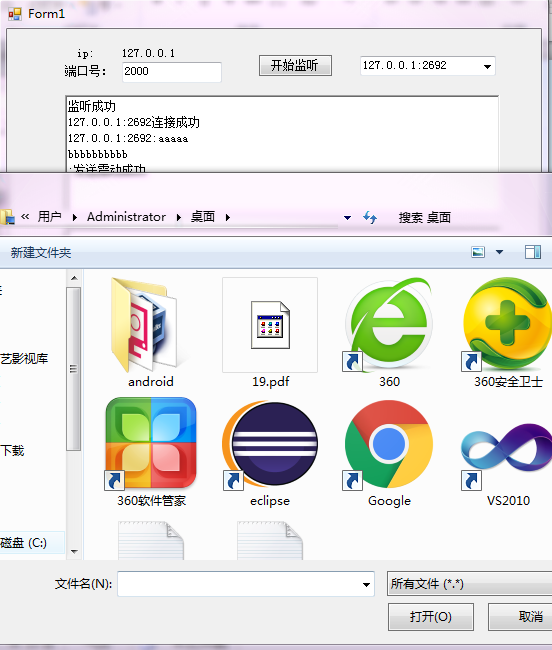 Form1
ip: 127.0.0.1
端口号: 2000 开始监听 127.0.0.1:2692
监听成功
127.0.0.1:2692连接成功
127.0.0.1:2692:aaaaa
bbbbbbbbbb
:发送震动成功
« 用户 Administrator 桌面 搜索 桌面
新建文件夹
艺影视库
下载
磁盘 (C:)
android 19.pdf 360 360安全卫士
360软件管家 eclipse Google VS2010
文件名(N): 所有文件 (*.*)
打开(O) 取消